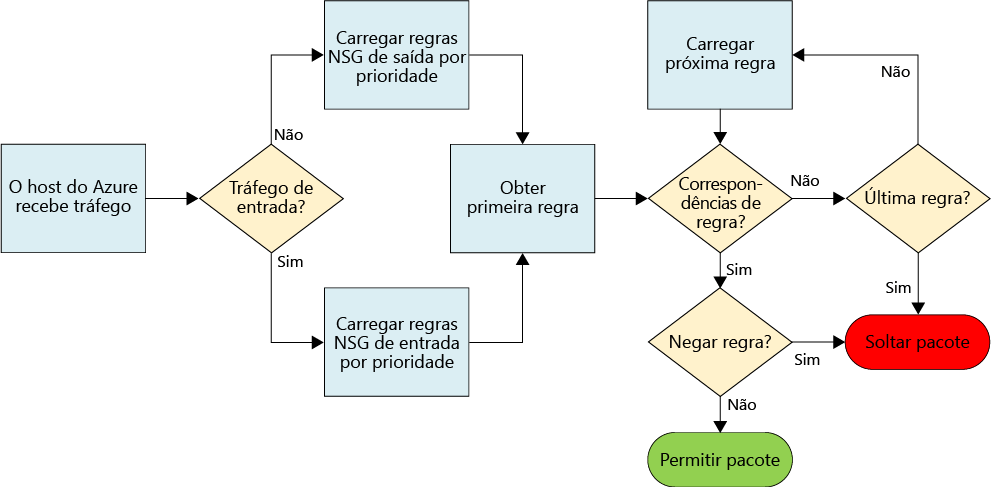 O host do Azure
recebe tráfego
Tráfego de
entrada?
Não
Sim
Carregar regras
NSG de saída por
prioridade
Carregar regras
NSG de entrada
por prioridade
Obter
primeira regra
Carregar
próxima regra
Correspon-
dências de
regra?
Não
Sim
Última regra?
Não
Sim
Negar regra?
Sim
Não
Soltar pacote
Permitir pacote